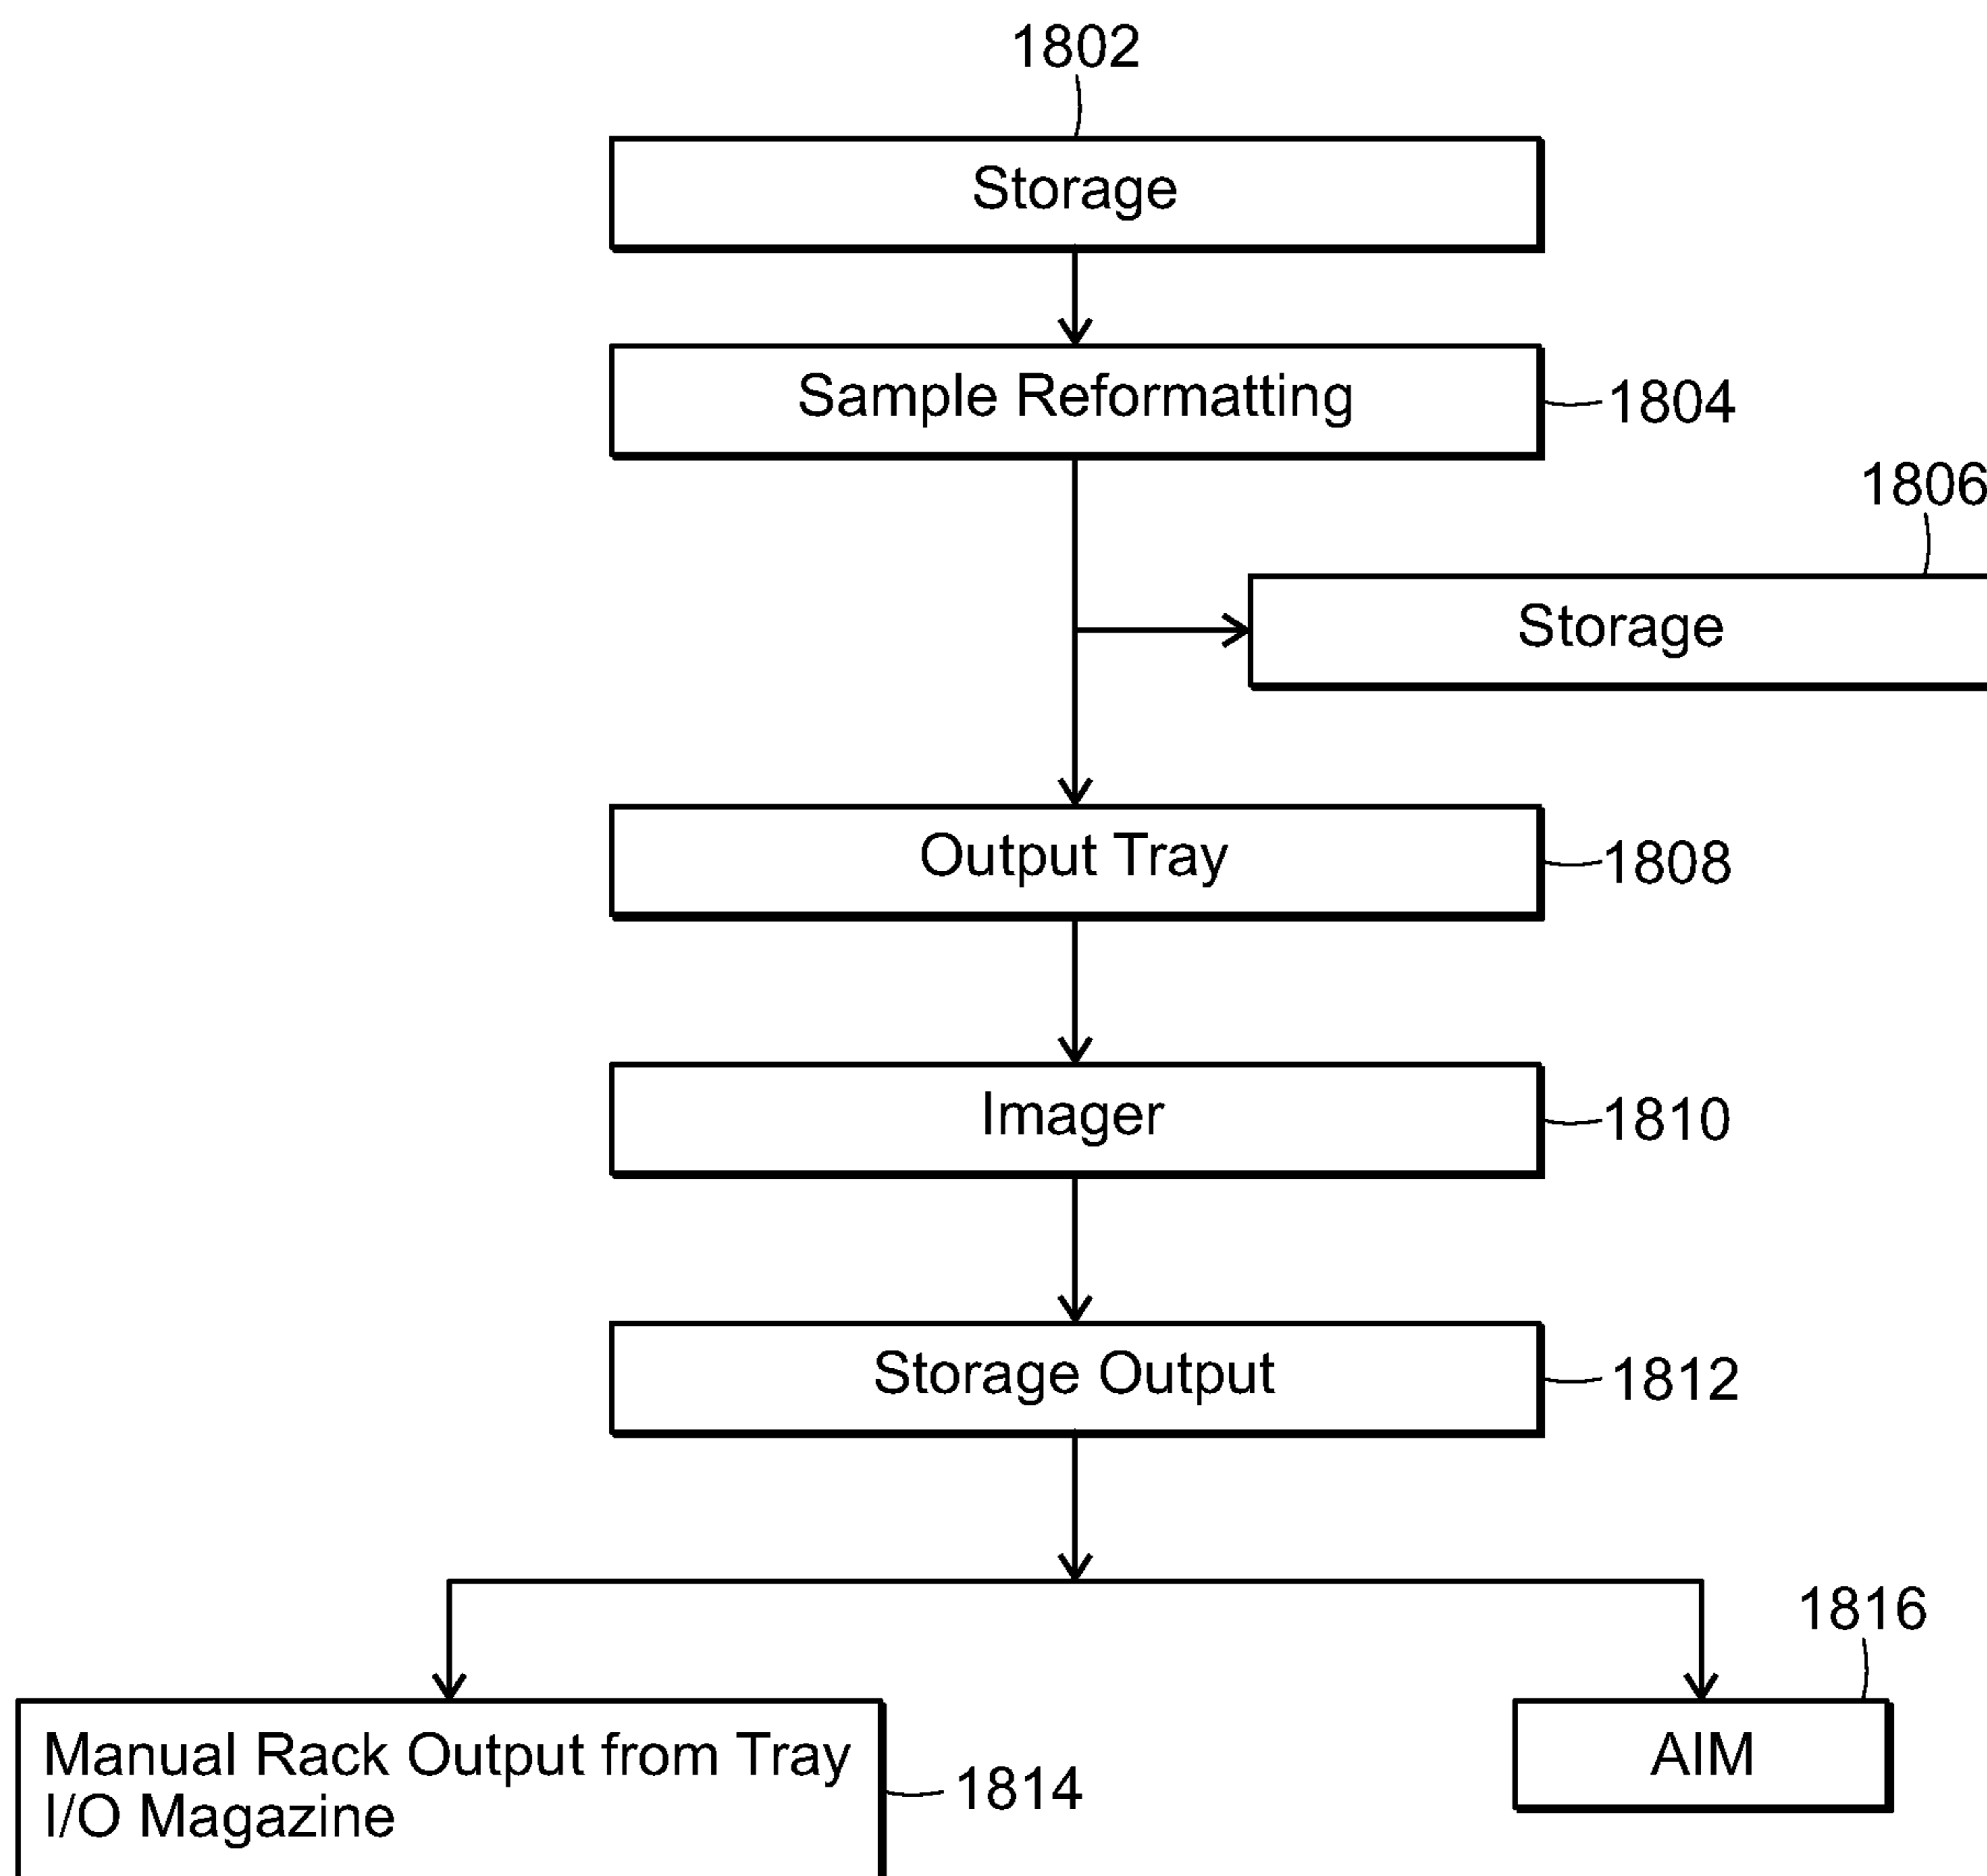 1802
Storage
Sample Reformatting
1804
1806
Storage
Output Tray
1808
Imager
1810
Storage Output
1812
1816
Manual Rack Output from Tray
I/O Magazine
1814
AIM